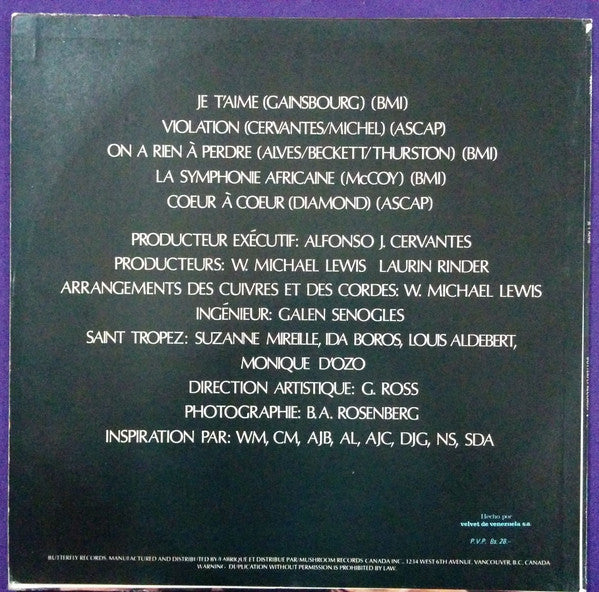 JE T'AIME (GAINSBOURG) (BMI)
VIOLATION (CERVANTES/MICHEL) (ASCAP)
ON A RIEN À PERDRE (ALVES/BECKETT/THURSTON) (BMI)
LA SYMPHONIE AFRICAINE (McCOY) (BMI)
COEUR À COEUR (DIAMOND) (ASCAP)
PRODUCTEUR EXÉCUTIF: ALFONSO J. CERVANTES
PRODUCTEURS: W. MICHAEL LEWIS LAURIN RINDER
ARRANGEMENTS DES CUIVRES ET DES CORDES: W. MICHAEL LEWIS
INGÉNIEUR: GALEN SENOGLES
SAINT TROPEZ: SUZANNE MIREILLE, IDA BOROS, LOUIS ALDEBERT,
MONIQUE D'OZO
DIRECTION ARTISTIQUE: G. ROSS
PHOTOGRAPHIE: B.A. ROSENBERG
INSPIRATION PAR: WM, CM, AJB, AL, AJC, DJG, NS, SDA
Hecho por
velvet de venezuela s.a.
P.V.P. Bs. 28.-
BUTTERFLY RECORDS. MANUFACTURED AND DISTRIBUTED BY/FABRIQUE ET DISTRIBUE PAR/MUSHROOM RECORDS CANADA INC., 1234 WEST 6TH AVENUE, VANCOUVER, B.C. CANADA
WARNING - DUPLICATION WITHOUT PERMISSION IS PROHIBITED BY LAW.